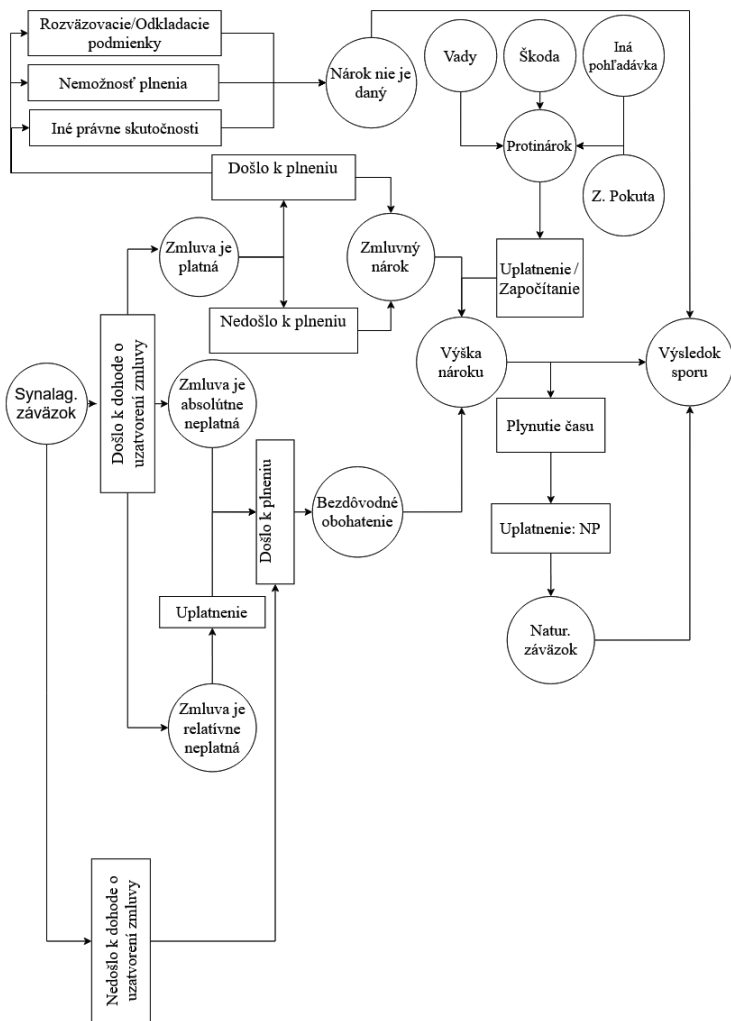 Rozväzovacie/Odkladacie
podmienky
Nemožnosť plnenia
Iné právne skutočnosti
Nárok nie je
daný
Vady
Škoda
Iná
pohľadávka
Protinárok
Z. Pokuta
Došlo k plneniu
Zmluva je
platná
Zmluvný
nárok
Uplatnenie /
Započítanie
Nedošlo k plneniu
Synalag.
záväzok
Došlo k dohode o
uzatvorení zmluvy
Zmluva je
absolútne
neplatná
Výška
nároku
Výsledok
sporu
Plynutie času
Došlo k plneniu
Bezdôvodné
obohatenie
Uplatnenie: NP
Uplatnenie
Natur.
záväzok
Zmluva je
relatívne
neplatná
Nedošlo k dohode o
uzatvorení zmluvy